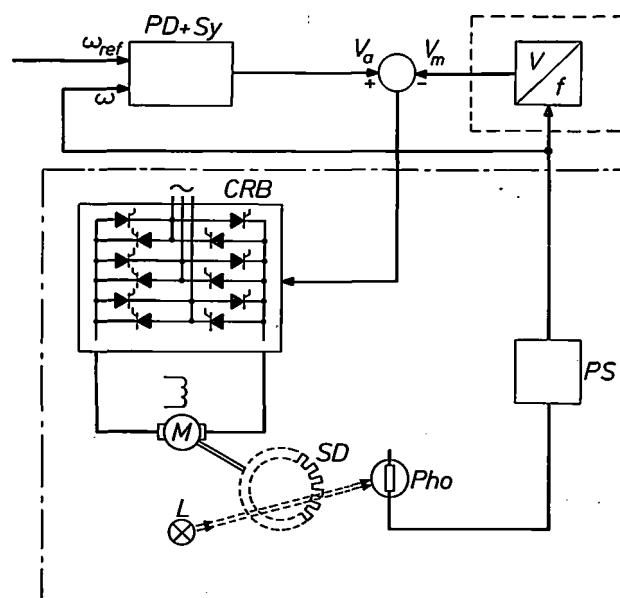 PD+Sy
ω_ref
ω
V_a
+
V_m
−
V
f
CRB
~
M
SD
L
Pho
PS